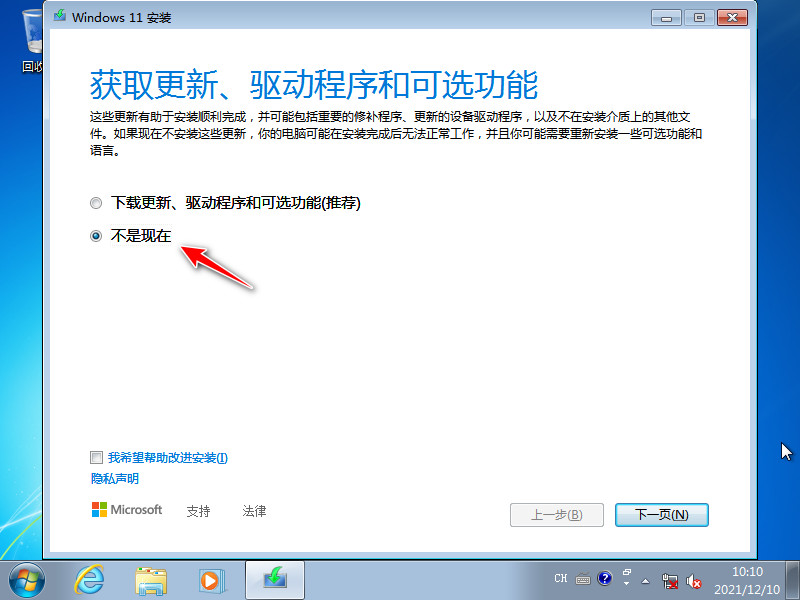 Windows 11 安装
回收
获取更新、驱动程序和可选功能
这些更新有助于安装顺利完成，并可能包括重要的修补程序、更新的设备驱动程序，以及不在安装介质上的其他文
件。如果现在不安装这些更新，你的电脑可能在安装完成后无法正常工作，并且你可能需要重新安装一些可选功能和
语言。
下载更新、驱动程序和可选功能(推荐)
不是现在
我希望帮助改进安装(I)
隐私声明
Microsoft 支持 法律
上一步(B) 下一页(N)
CH
10:10
2021/12/10